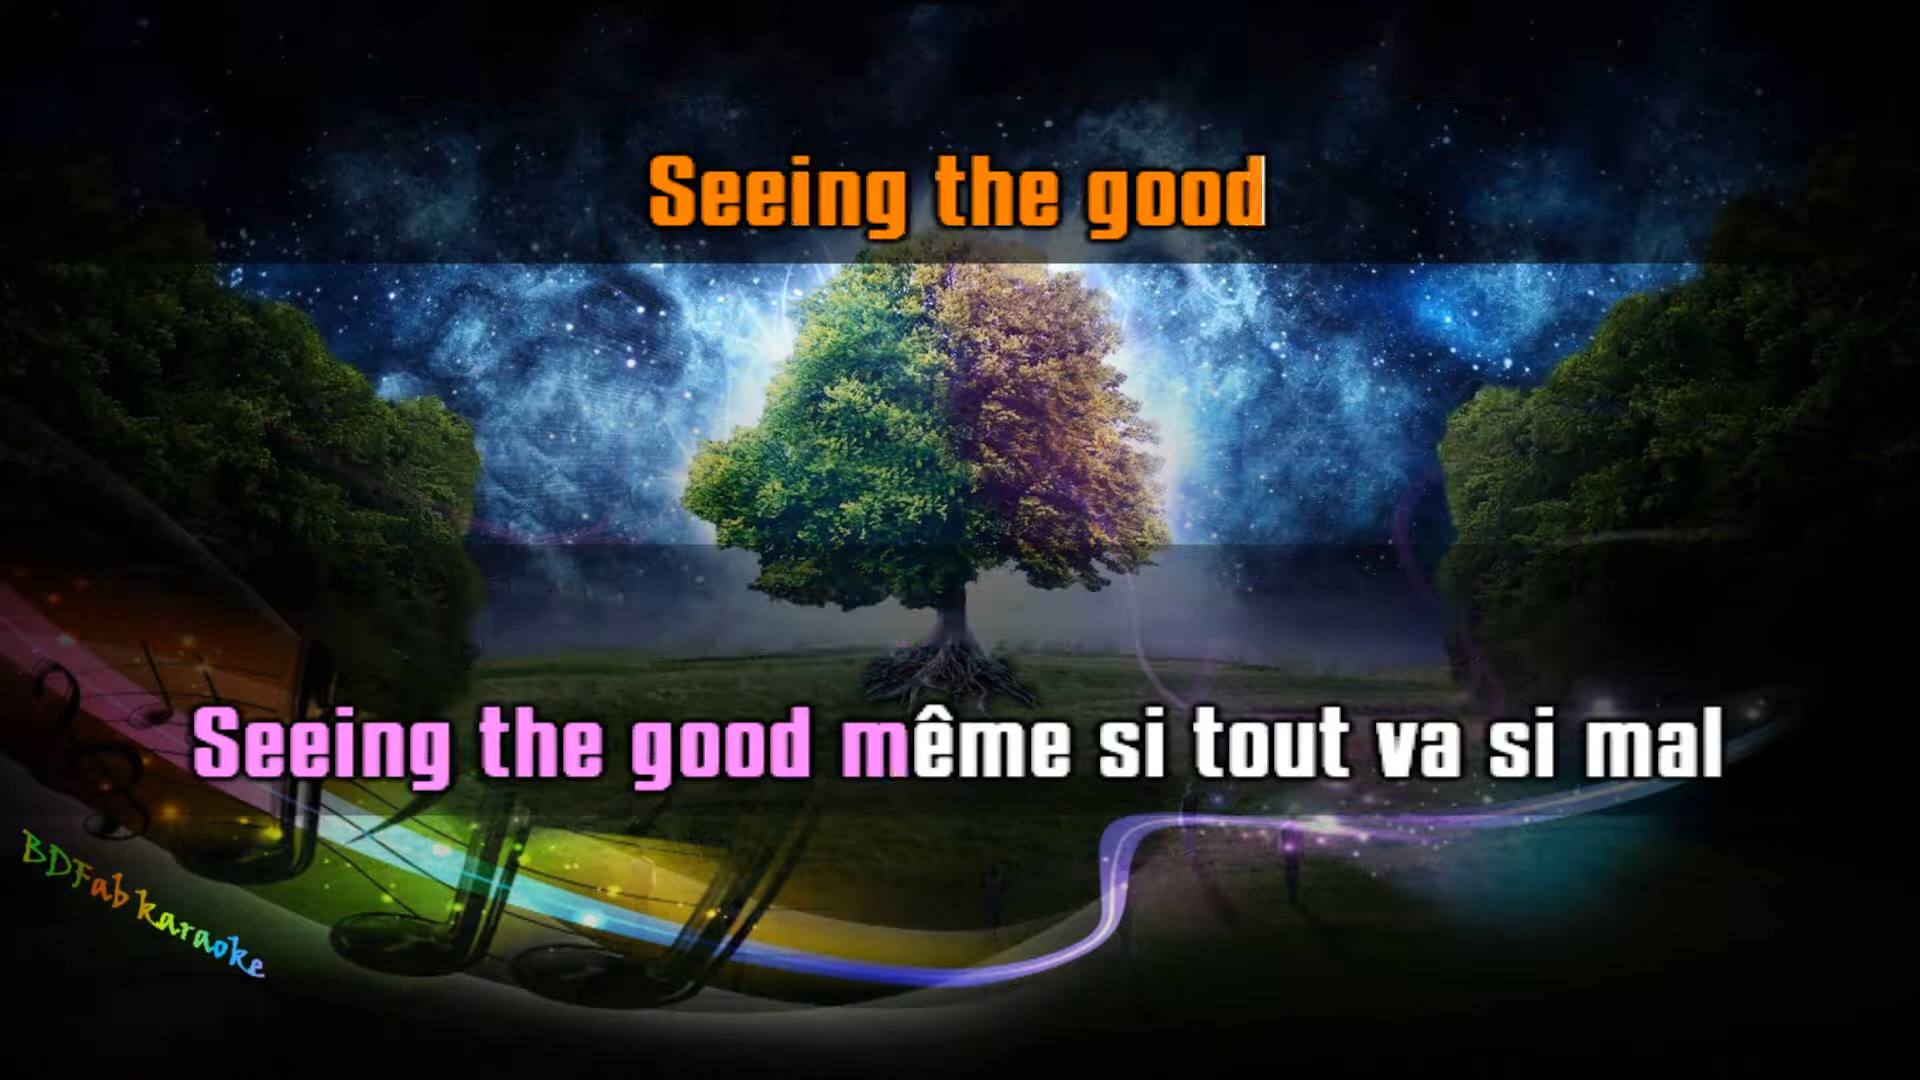 Seeing the good
Seeing the good même si tout va si mal
BDFab karaoke